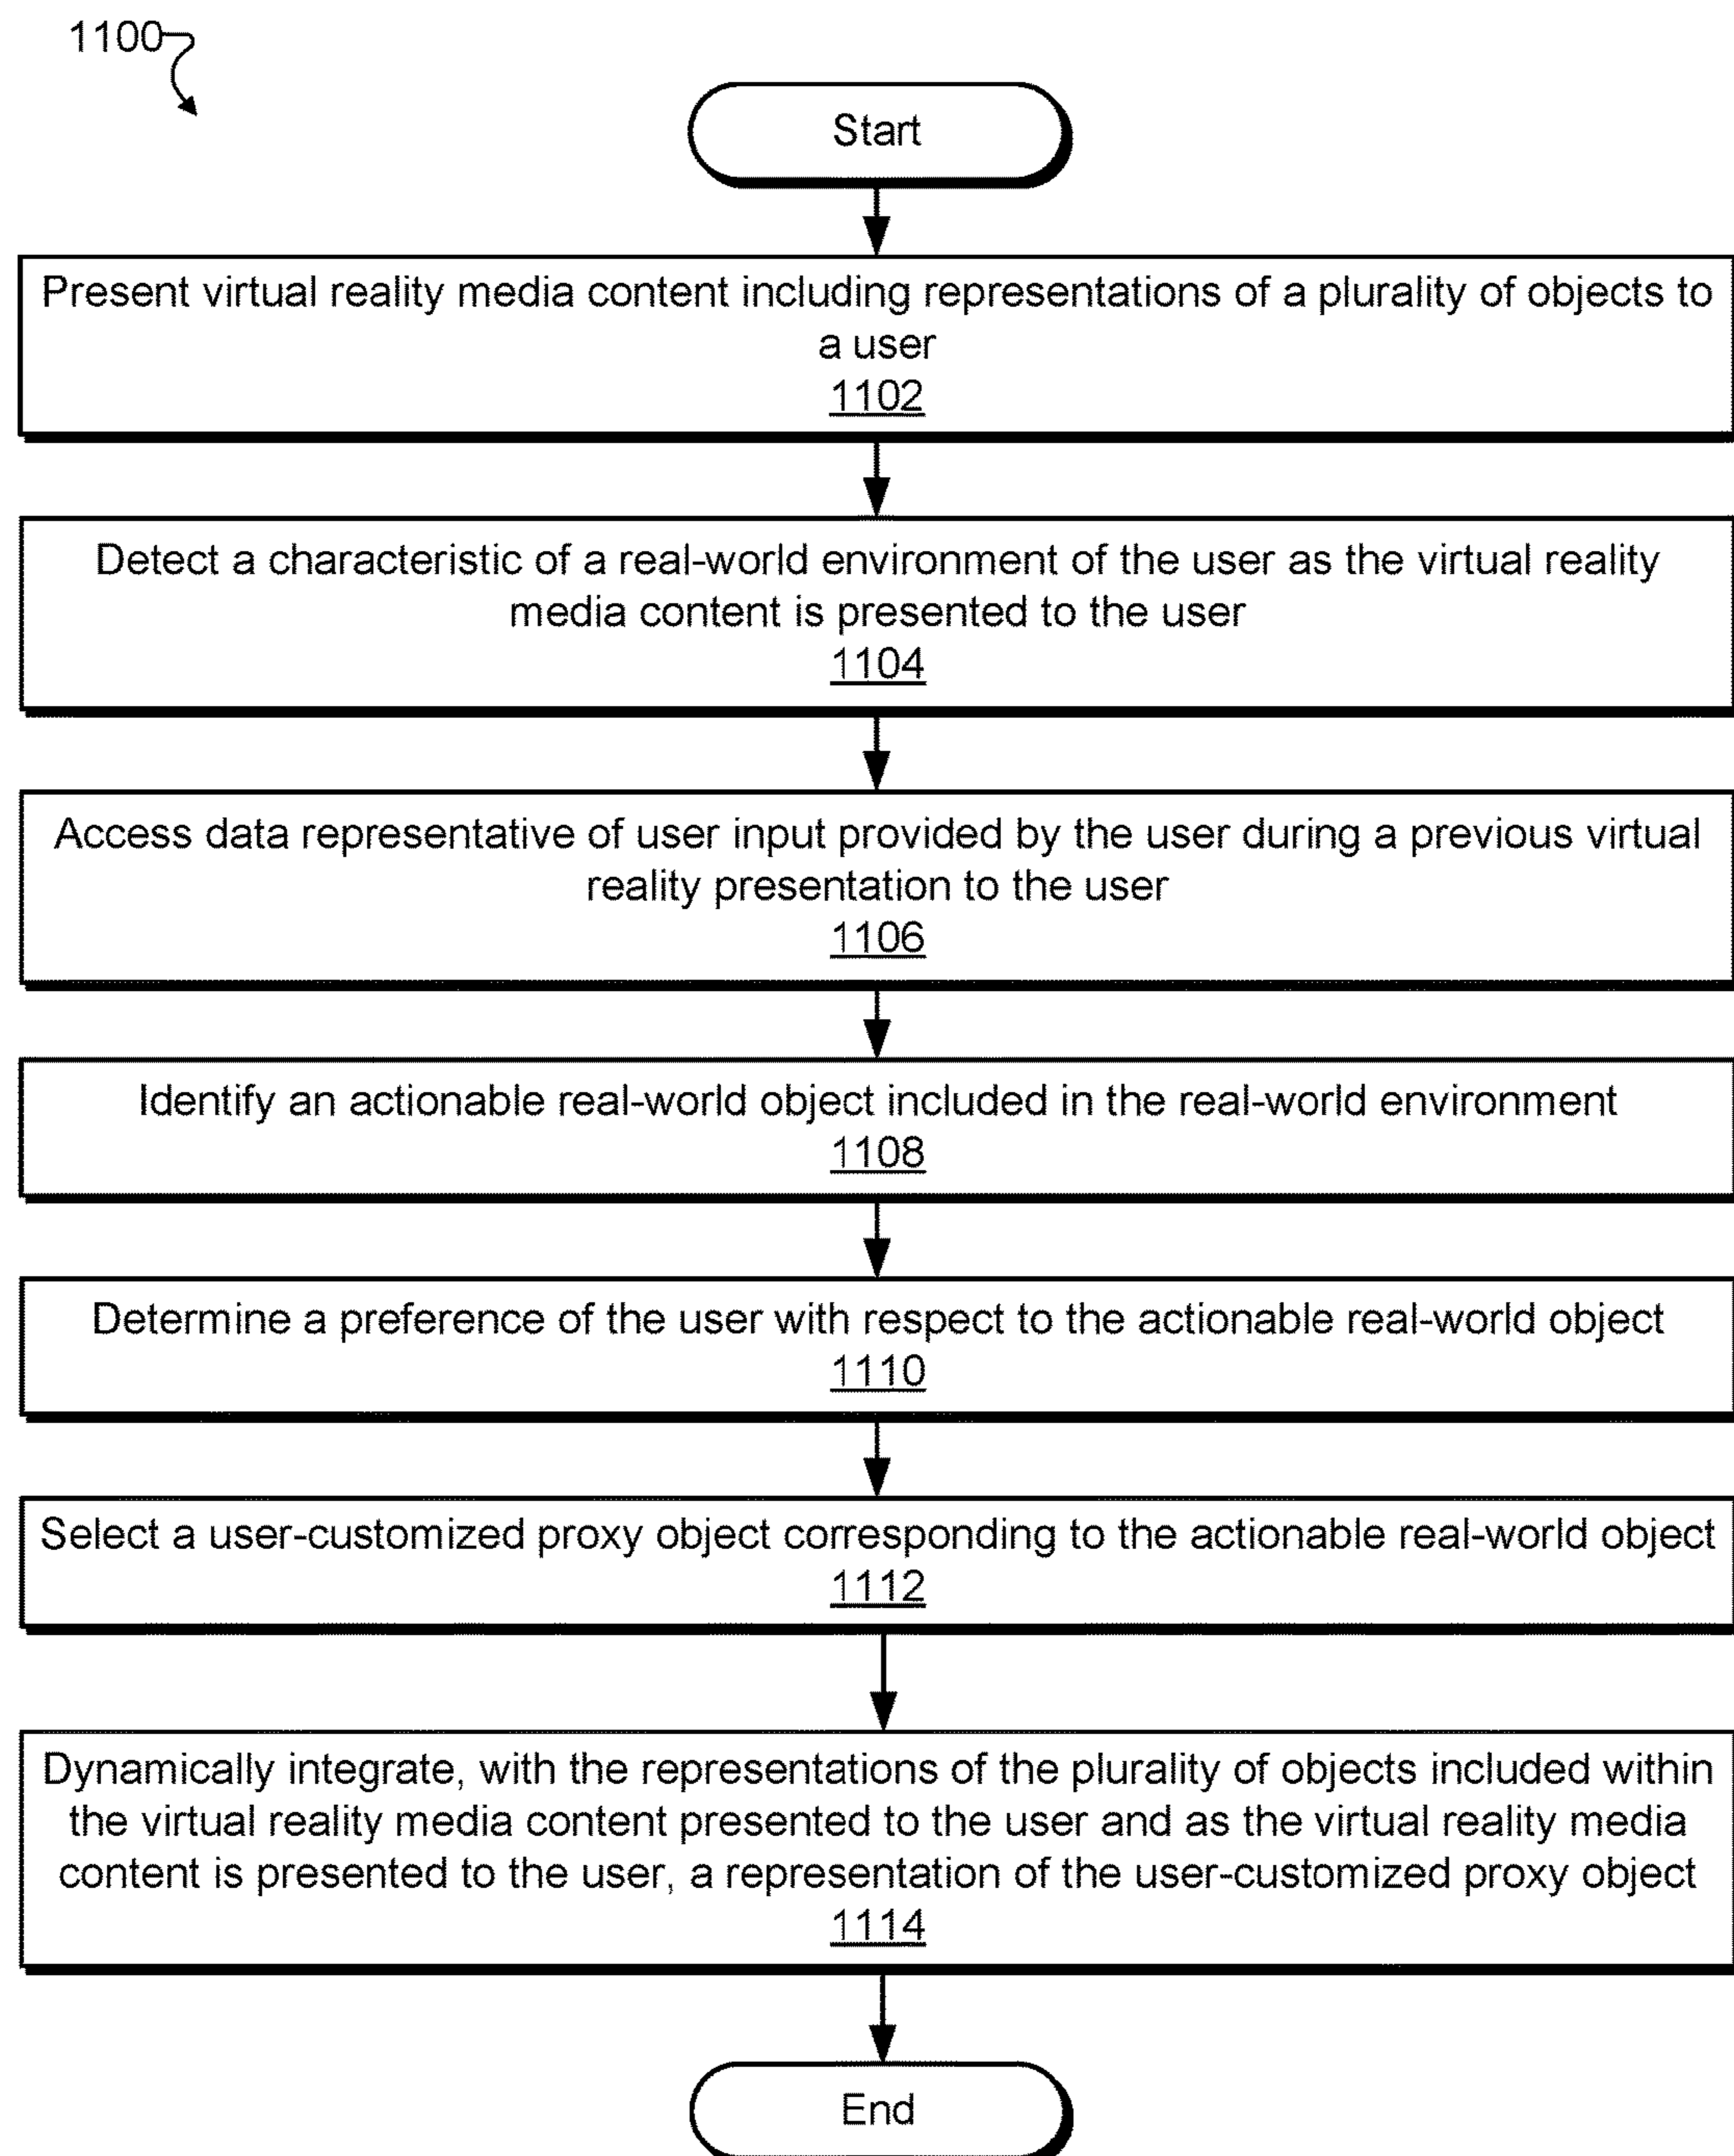 1100
Start
Present virtual reality media content including representations of a plurality of objects to
a user
1102
Detect a characteristic of a real-world environment of the user as the virtual reality
media content is presented to the user
1104
Access data representative of user input provided by the user during a previous virtual
reality presentation to the user
1106
Identify an actionable real-world object included in the real-world environment
1108
Determine a preference of the user with respect to the actionable real-world object
1110
Select a user-customized proxy object corresponding to the actionable real-world object
1112
Dynamically integrate, with the representations of the plurality of objects included within
the virtual reality media content presented to the user and as the virtual reality media
content is presented to the user, a representation of the user-customized proxy object
1114
End